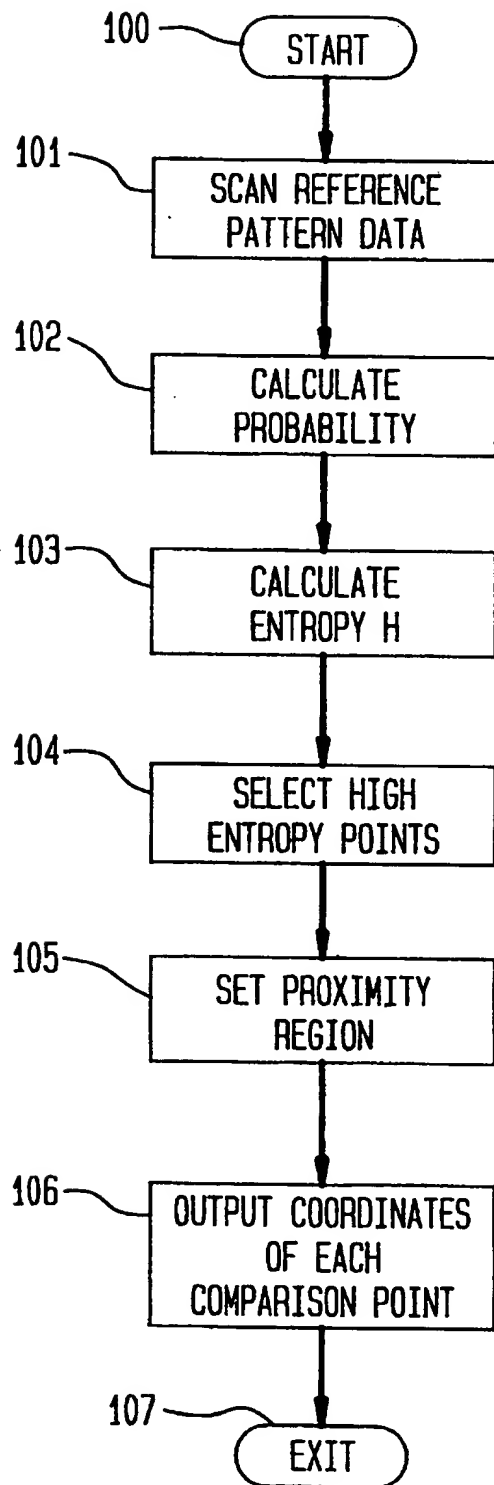 100
START
101
SCAN REFERENCE
PATTERN DATA
102
CALCULATE
PROBABILITY
103
CALCULATE
ENTROPY H
104
SELECT HIGH
ENTROPY POINTS
105
SET PROXIMITY
REGION
106
OUTPUT COORDINATES
OF EACH
COMPARISON POINT
107
EXIT